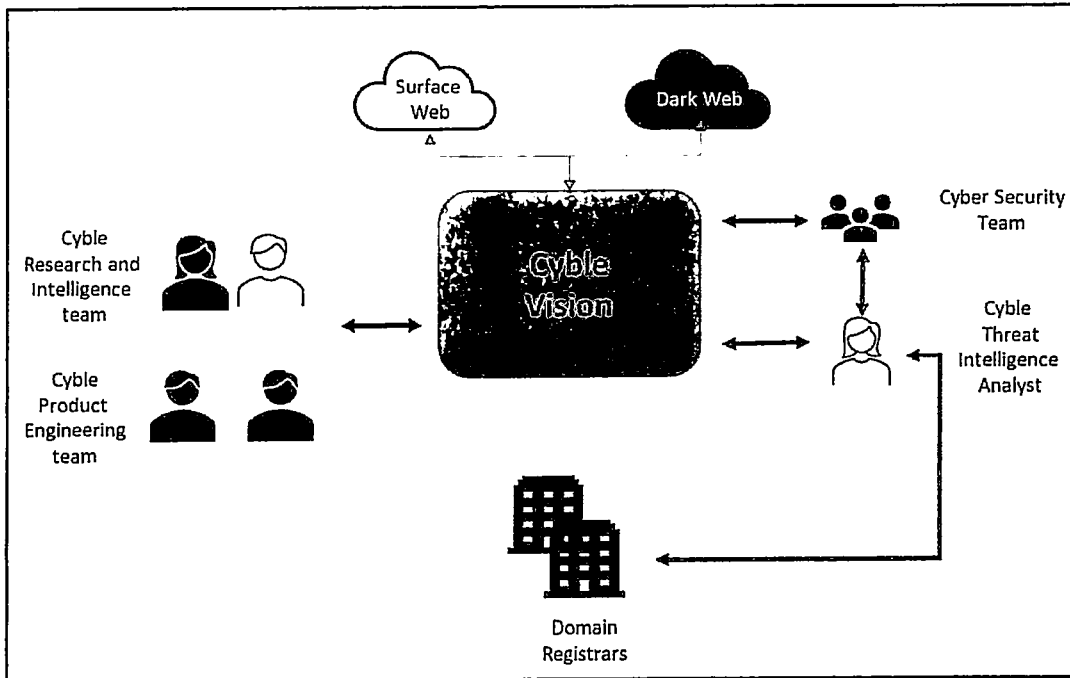 Surface
Web
Dark Web
Cyble
Vision
Cyber Security
Team
Cyble
Research and
Intelligence
team
Cyble
Threat
Intelligence
Analyst
Cyble
Product
Engineering
team
Domain
Registrars